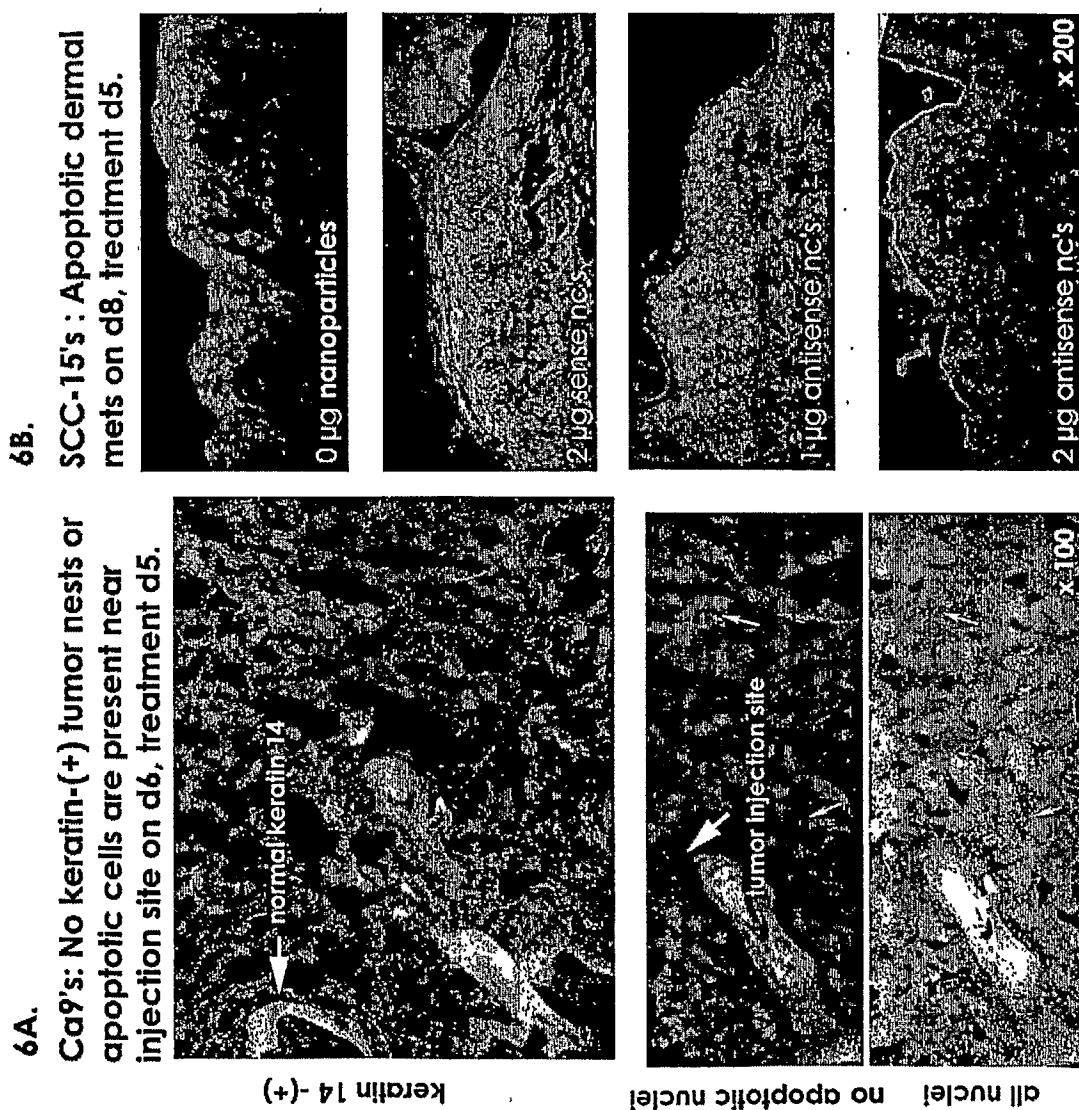 6A.
Ca9's: No keratin-(+) tumor nests or
apoptotic cells are present near
injection site on d6, treatment d5.
keratin 14 -(+)
normal keratin 14
no apoptotic nuclei
tumor injection site
all nuclei
x 100
6B.
SCC-15's : Apoptotic dermal
mets on d8, treatment d5.
0 µg nanoparticles
2 µg sense nc's
1 µg antisense nc's
2 µg antisense nc's
x 200